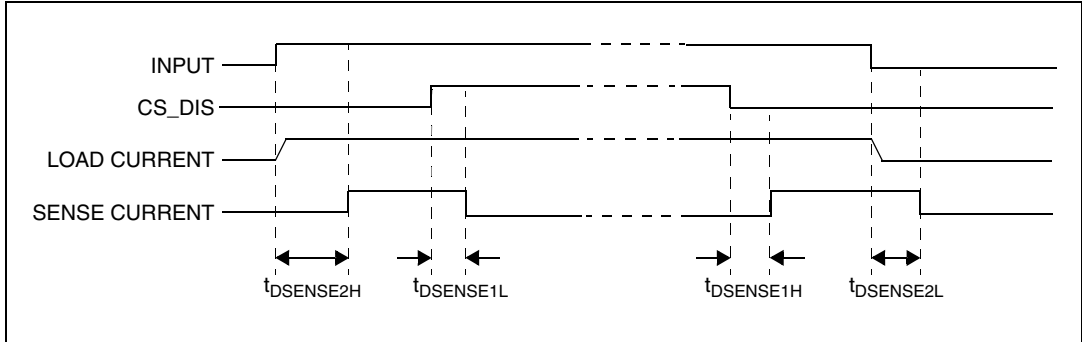 INPUT
CS_DIS
LOAD CURRENT
SENSE CURRENT
tDSENSE2H
tDSENSE1L
tDSENSE1H
tDSENSE2L